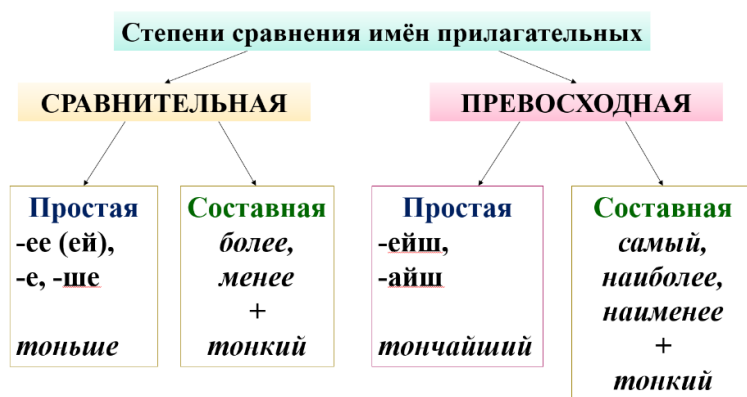 Степени сравнения имён прилагательных
СРАВНИТЕЛЬНАЯ
ПРЕВОСХОДНАЯ
Простая
-ее (ей),
-е, -ше
тоньше
Составная
более,
менее
+
тонкий
Простая
-ейш,
-айш
тончайший
Составная
самый,
наиболее,
наименее
+
тонкий